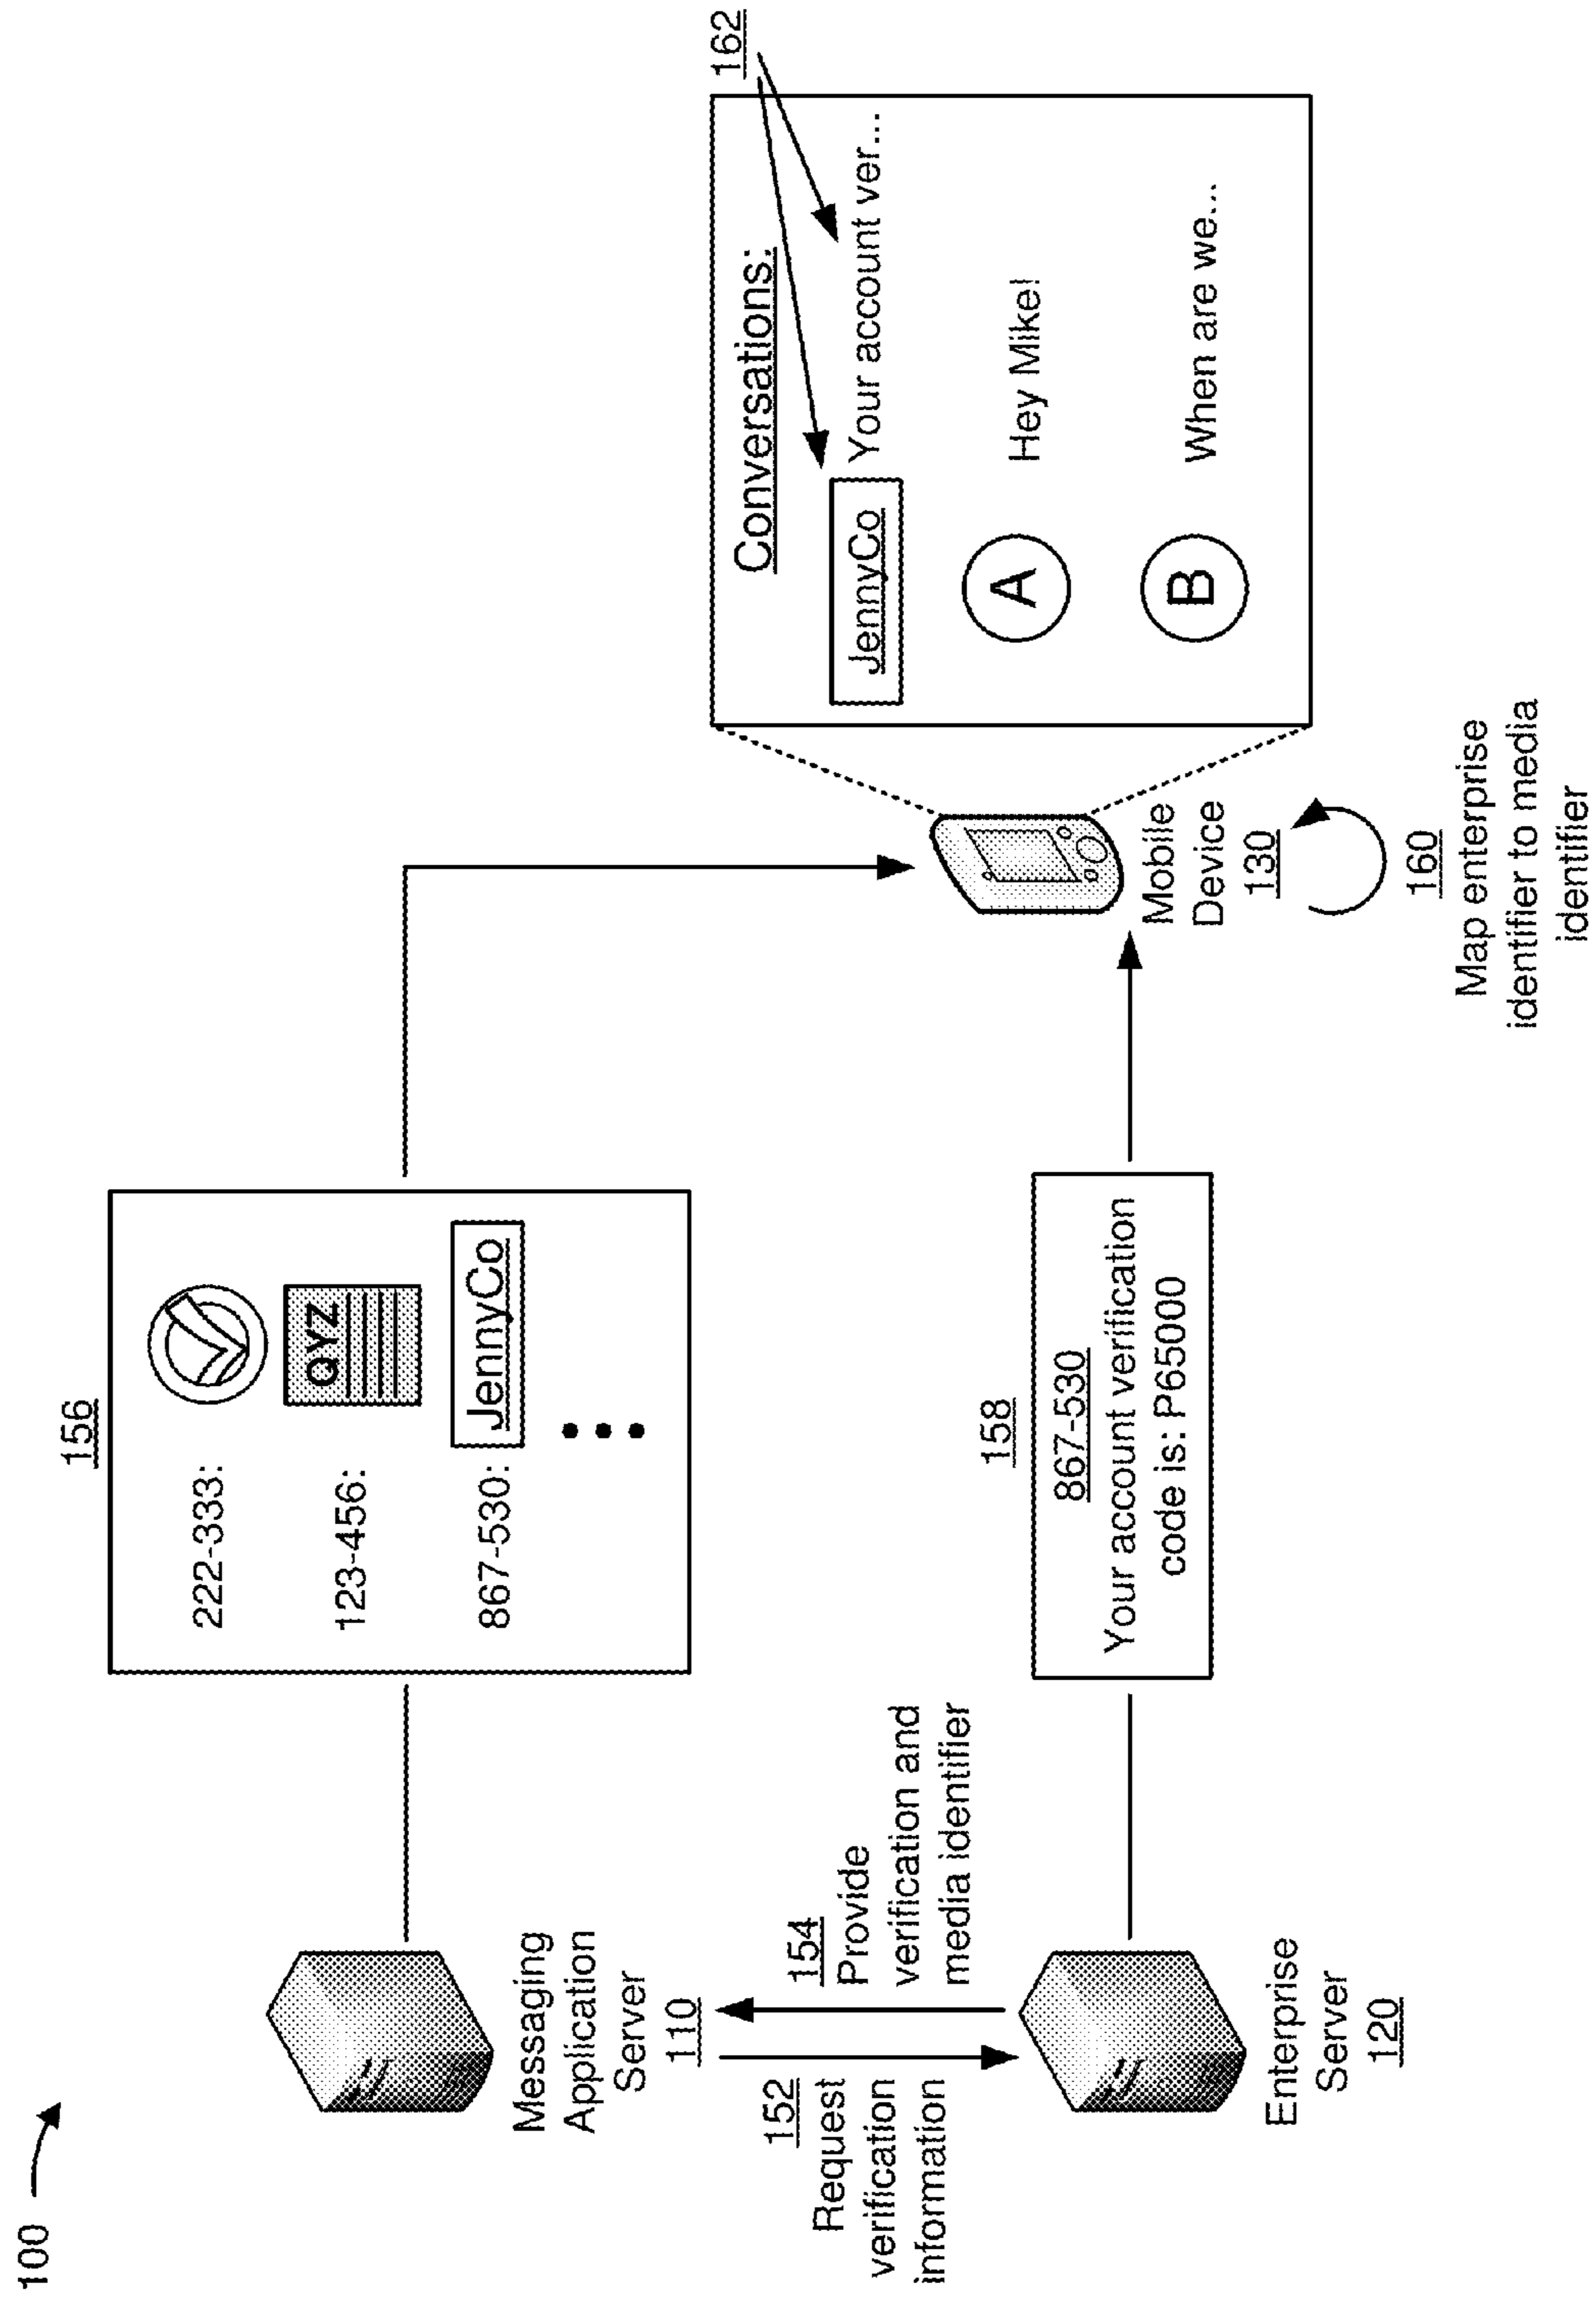 100
156
222-333:
123-456:
QYZ
867-530:
JennyCo
Messaging
Application
Server
110
152
Request
verification
information
154
Provide
verification and
media identifier
Enterprise
Server
120
158
867-530
Your account verification
code is: P65000
Mobile
Device
130
160
Map enterprise
identifier to media
identifier
162
Conversations:
JennyCo
Your account ver...
A
Hey Mike!
B
When are we...